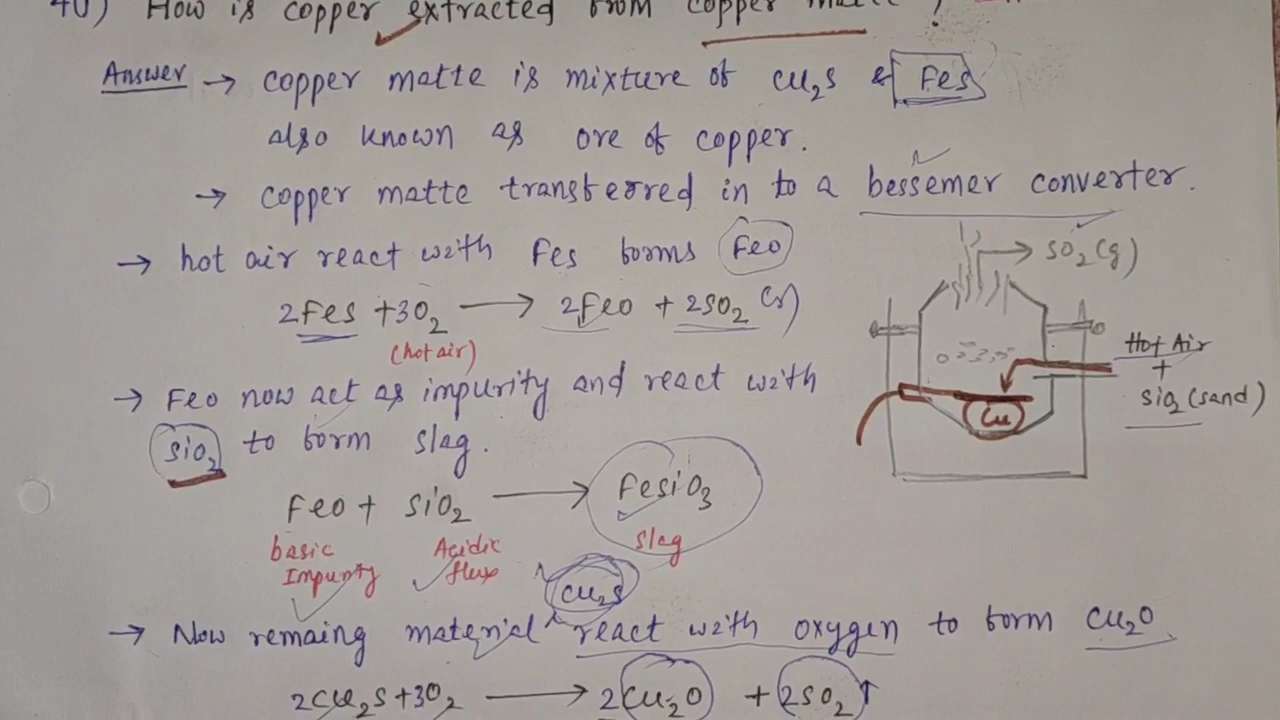 40) How is copper extracted from copper matte ?
Answer → copper matte is mixture of Cu₂S & FeS
also known as ore of copper.
→ copper matte transferred in to a bessemer converter.
→ hot air react with FeS forms FeO
2FeS + 3O₂ ⟶ 2FeO + 2SO₂
(hot air)
→ FeO now act as impurity and react with
SiO₂ to form slag.
FeO + SiO₂ ⟶ FeSiO₃
basic Impurity
Acidic flux
slag
Cu₂S
→ Now remaing material ^ react with oxygen to form Cu₂O
2Cu₂S + 3O₂ ⟶ 2Cu₂O + 2SO₂↑
→ SO₂(g)
Hot Air
+
SiO₂ (sand)
Cu